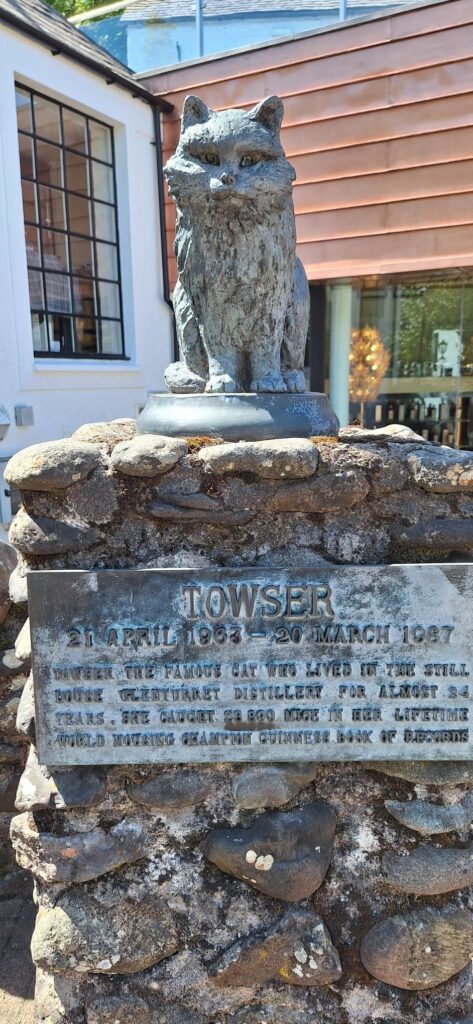 TOWSER
21 APRIL 1963 - 20 MARCH 1987
TOWSER THE FAMOUS CAT WHO LIVED IN THE STILL
HOUSE GLENTURRET DISTILLERY FOR ALMOST 24
YEARS. SHE CAUGHT 28 899 MICE IN HER LIFETIME
WORLD MOUSING CHAMPION GUINNESS BOOK OF RECORDS